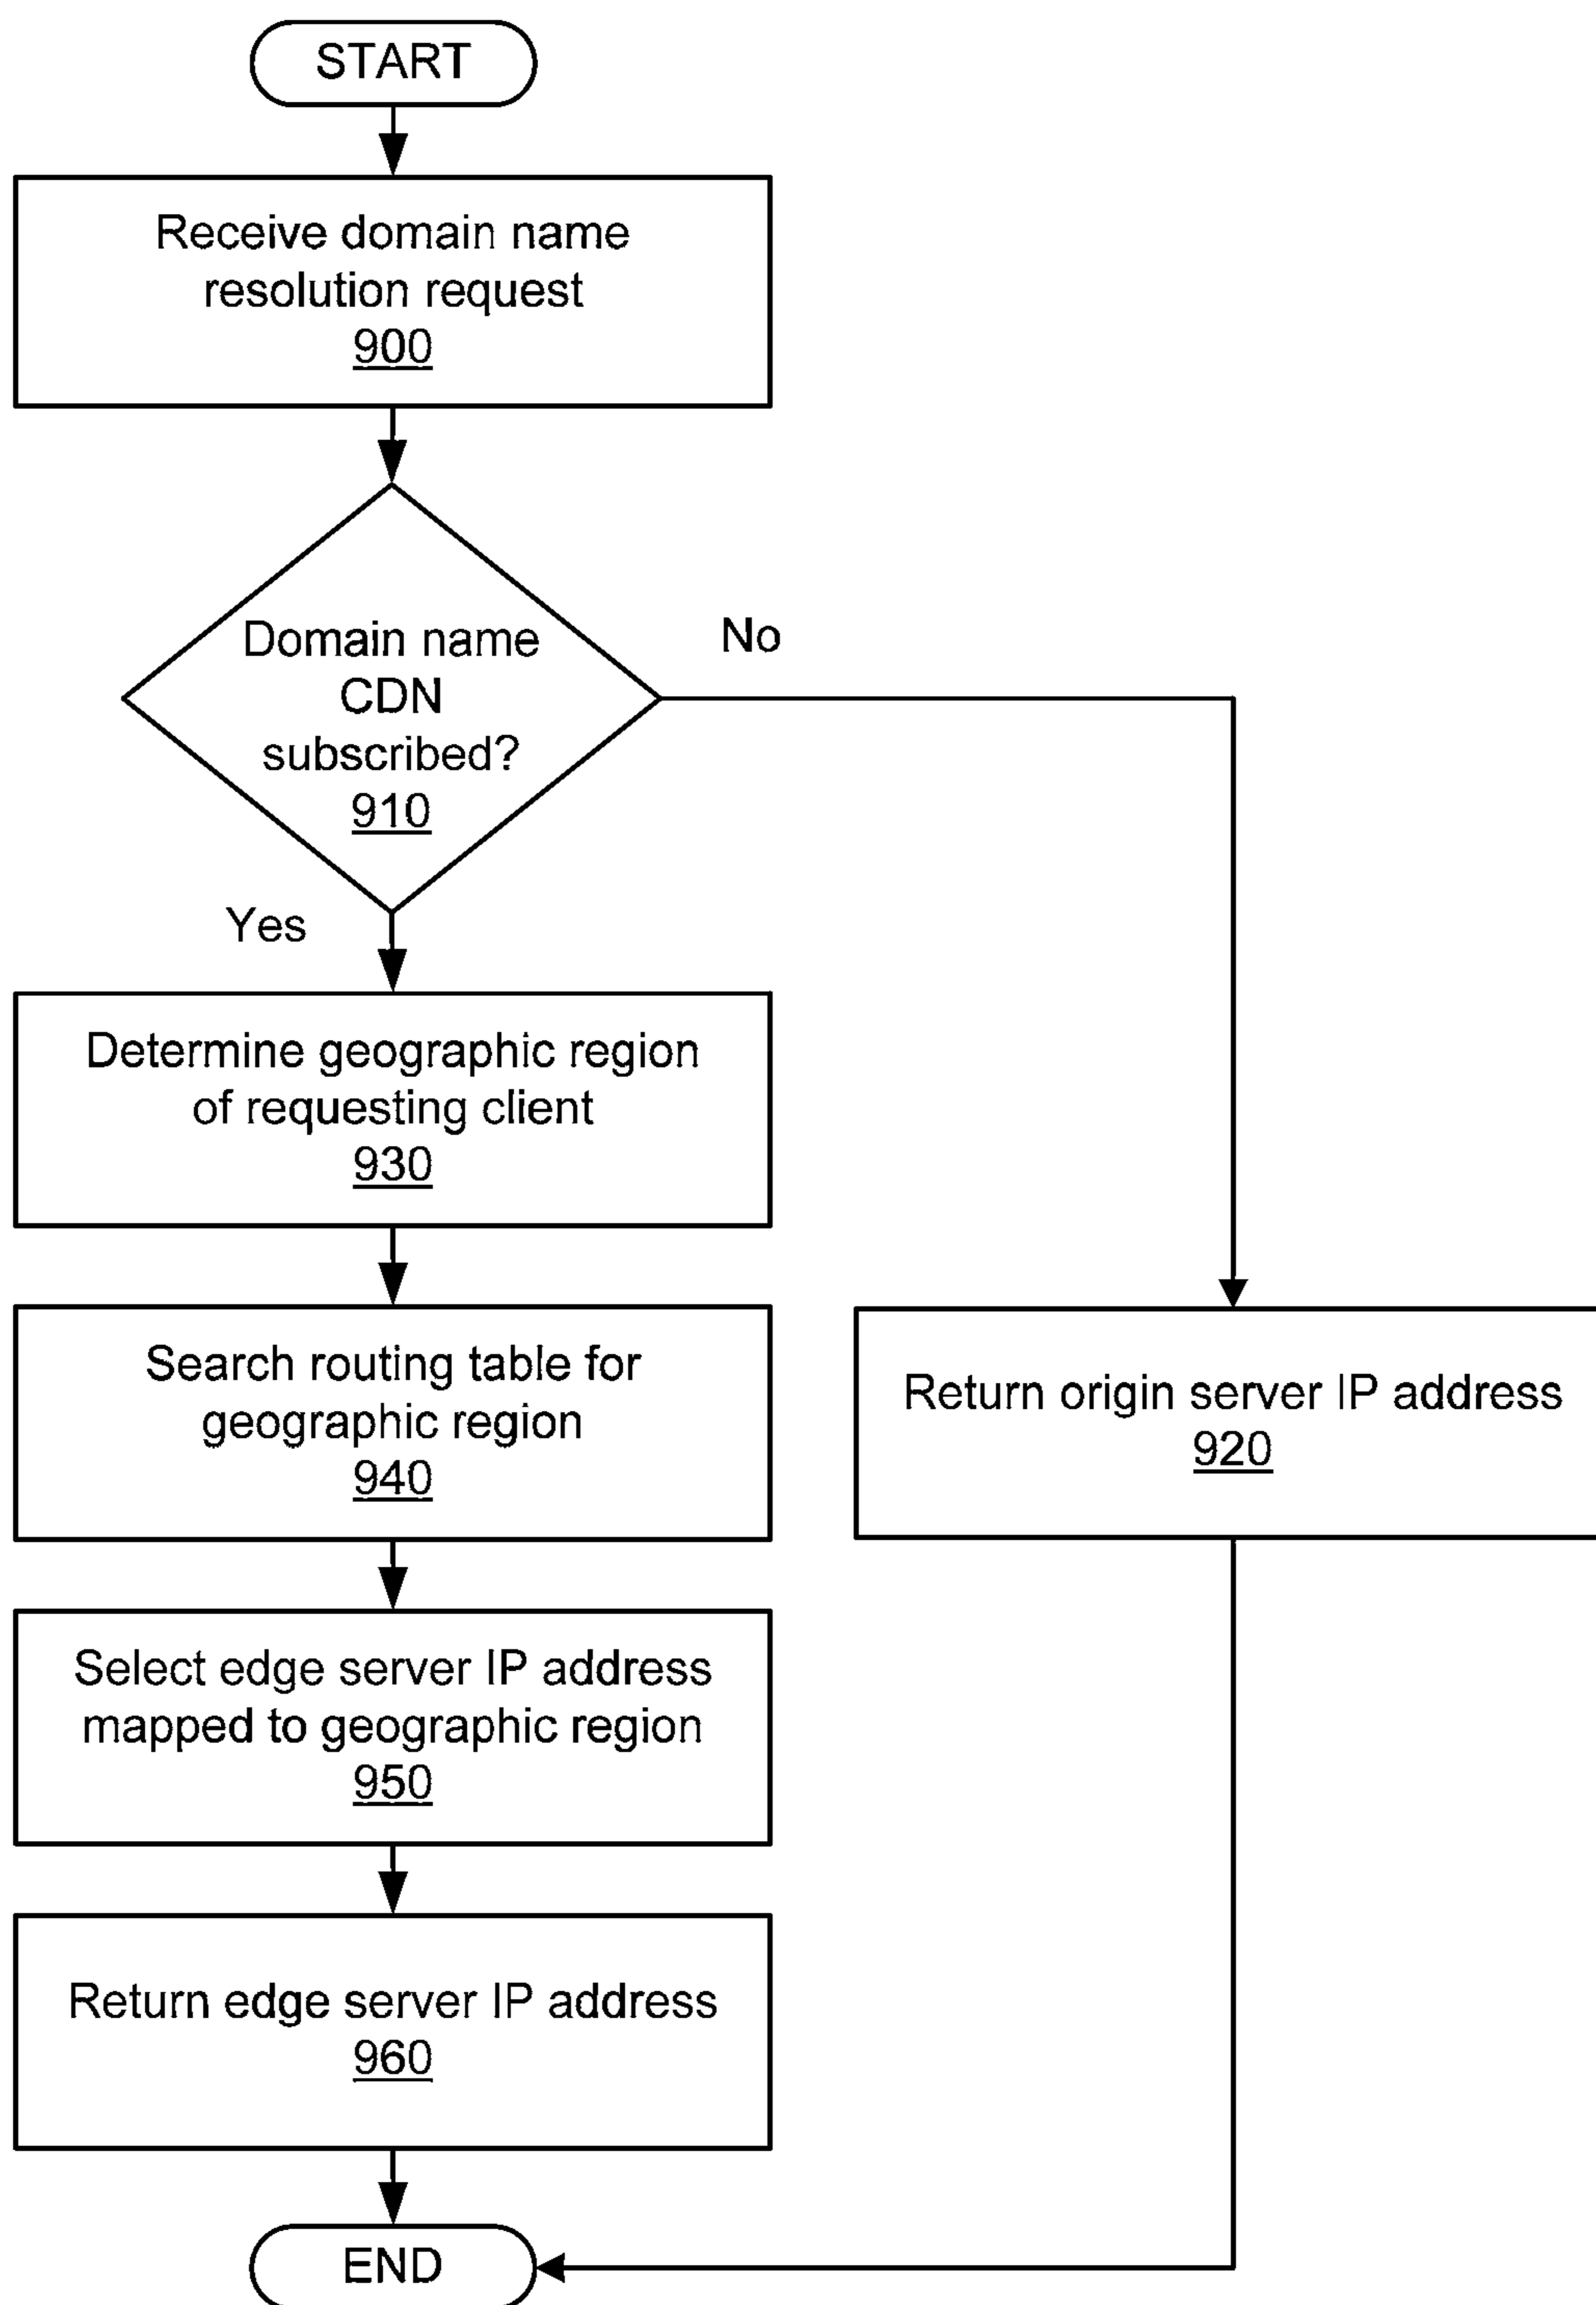 START
Receive domain name
resolution request
900
Domain name
CDN
subscribed?
910
No
Yes
Determine geographic region
of requesting client
930
Search routing table for
geographic region
940
Return origin server IP address
920
Select edge server IP address
mapped to geographic region
950
Return edge server IP address
960
END